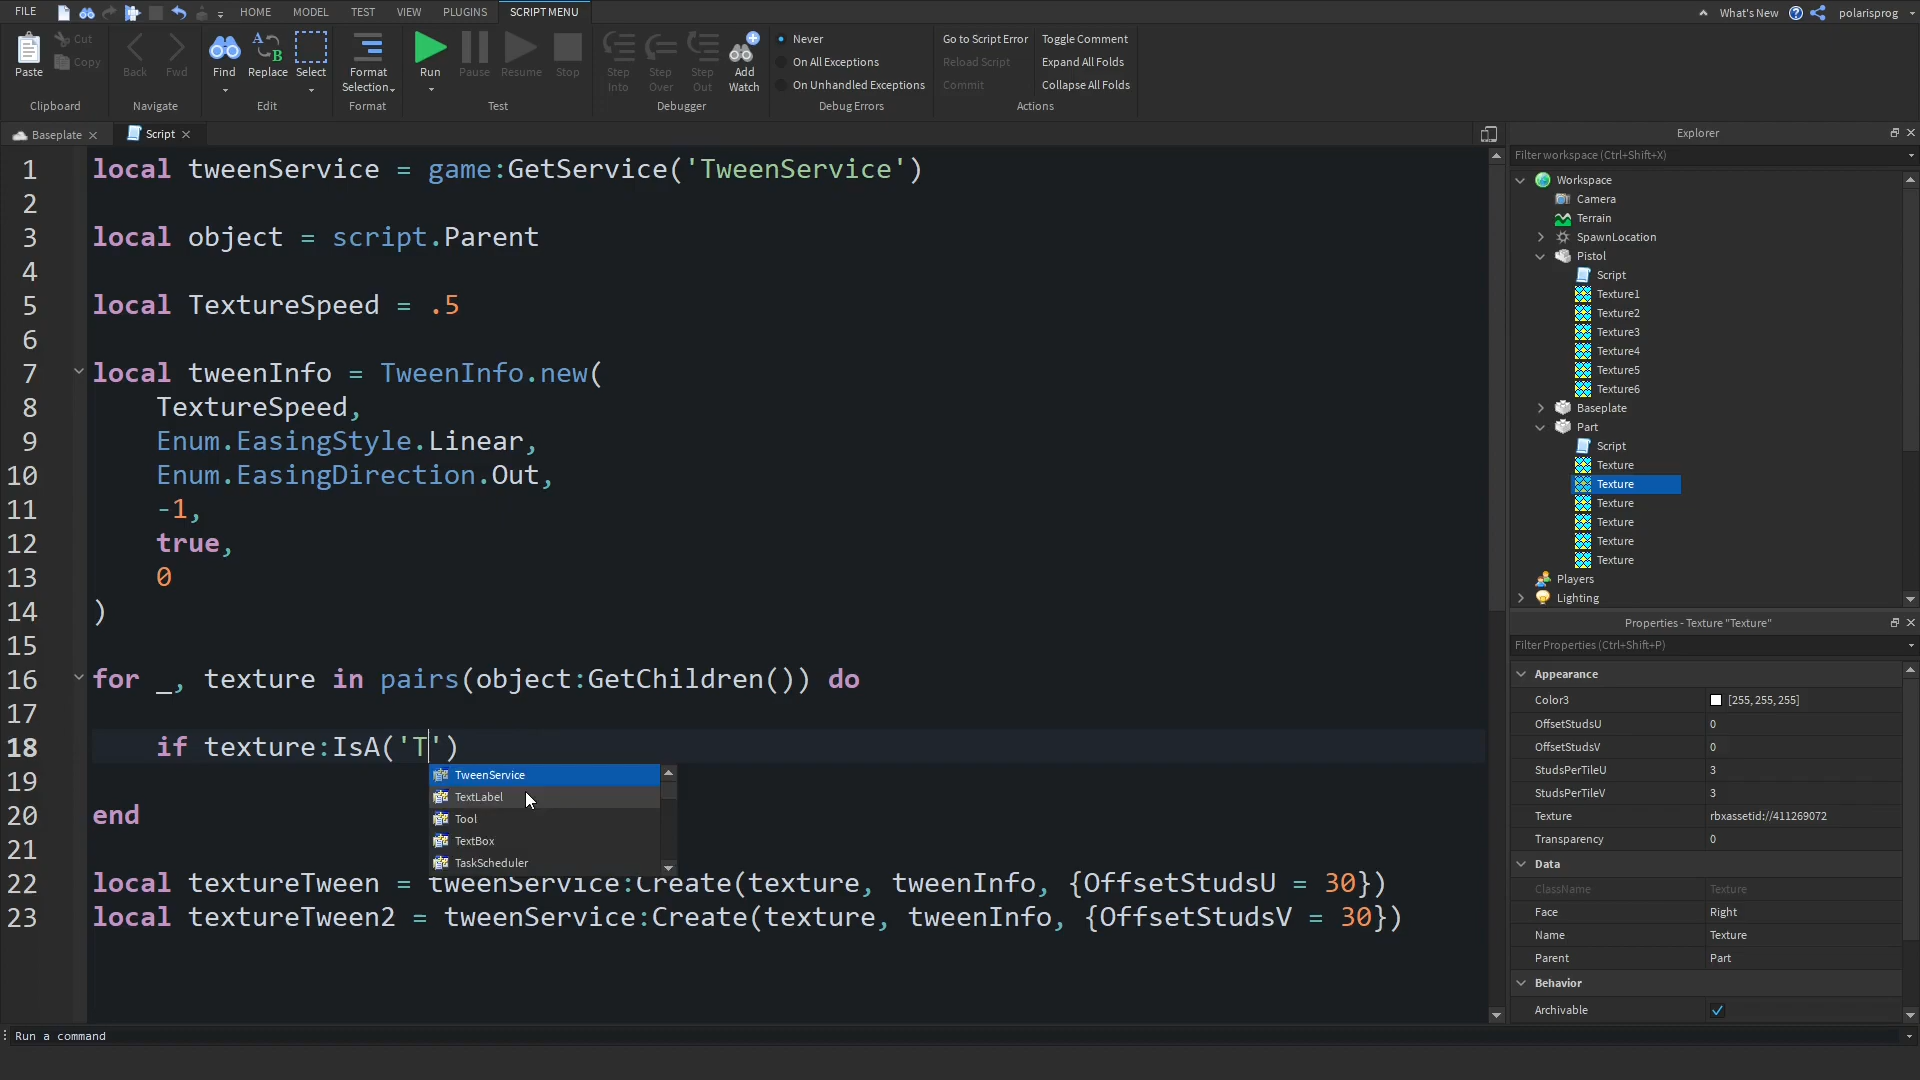 FILE
HOME
MODEL
TEST
VIEW
PLUGINS
SCRIPT MENU
What's New
polarisprog
Paste
Cut
Copy
Clipboard
Back
Fwd
Navigate
Find
Replace
Select
Edit
Format
Selection
Format
Run
Pause
Resume
Stop
Test
Step
Into
Step
Over
Step
Out
Add
Watch
Debugger
Never
On All Exceptions
On Unhandled Exceptions
Debug Errors
Go to Script Error
Reload Script
Commit
Toggle Comment
Expand All Folds
Collapse All Folds
Actions
Baseplate
Script
1 local tweenService = game:GetService('TweenService')
2
3 local object = script.Parent
4
5 local TextureSpeed = .5
6
7 local tweenInfo = TweenInfo.new(
8 TextureSpeed,
9 Enum.EasingStyle.Linear,
10 Enum.EasingDirection.Out,
11 -1,
12 true,
13 0
14 )
15
16 for _, texture in pairs(object:GetChildren()) do
17
18 if texture:IsA('T')
19
20 end
21
22 local textureTween = tweenService:Create(texture, tweenInfo, {OffsetStudsU = 30})
23 local textureTween2 = tweenService:Create(texture, tweenInfo, {OffsetStudsV = 30})
TweenService
TextLabel
Tool
TextBox
TaskScheduler
Run a command
Explorer
Filter workspace (Ctrl+Shift+X)
Workspace
Camera
Terrain
SpawnLocation
Pistol
Script
Texture1
Texture2
Texture3
Texture4
Texture5
Texture6
Baseplate
Part
Script
Texture
Texture
Texture
Texture
Texture
Texture
Players
Lighting
Properties - Texture "Texture"
Filter Properties (Ctrl+Shift+P)
Appearance
Color3 [255, 255, 255]
OffsetStudsU 0
OffsetStudsV 0
StudsPerTileU 3
StudsPerTileV 3
Texture rbxassetid://411269072
Transparency 0
Data
ClassName Texture
Face Right
Name Texture
Parent Part
Behavior
Archivable